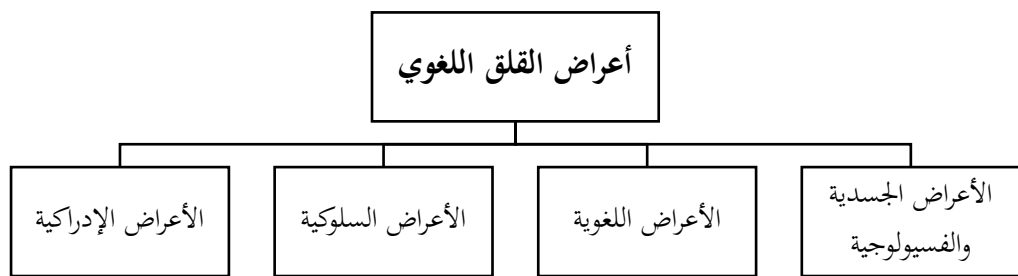 أعراض القلق اللغوي
الأعراض الجسدية
والفسيولوجية
الأعراض اللغوية
الأعراض السلوكية
الأعراض الإدراكية